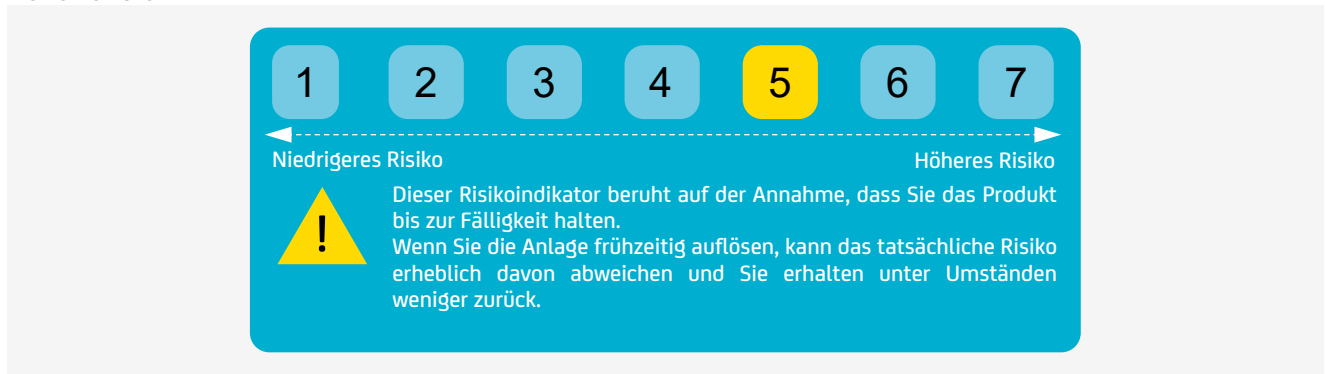 1 2 3 4 5 6 7
Niedrigeres Risiko Höheres Risiko
Dieser Risikoindikator beruht auf der Annahme, dass Sie das Produkt
bis zur Fälligkeit halten.
! Wenn Sie die Anlage frühzeitig auflösen, kann das tatsächliche Risiko
erheblich davon abweichen und Sie erhalten unter Umständen
weniger zurück.